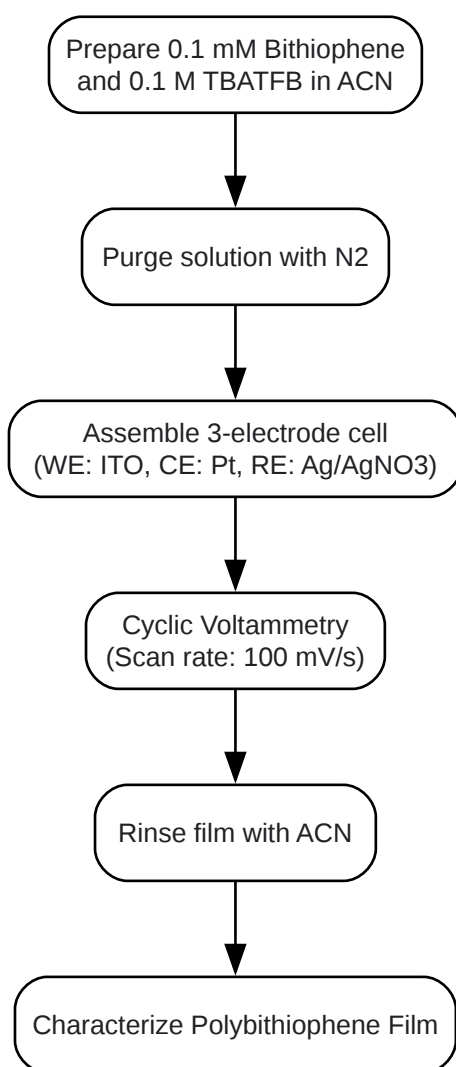 Prepare 0.1 mM Bithiophene
and 0.1 M TBATFB in ACN
Purge solution with N2
Assemble 3-electrode cell
(WE: ITO, CE: Pt, RE: Ag/AgNO3)
Cyclic Voltammetry
(Scan rate: 100 mV/s)
Rinse film with ACN
Characterize Polybithiophene Film